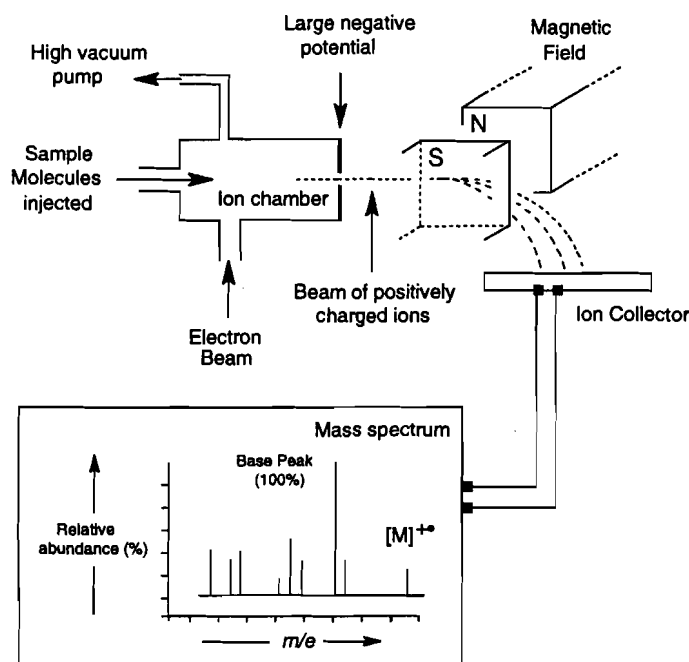 High vacuum
pump
Large negative
potential
Magnetic
Field
N
S
Sample
Molecules
injected
Ion chamber
Beam of positively
charged ions
Electron
Beam
Ion Collector
Mass spectrum
Base Peak
(100%)
[M]+•
Relative
abundance (%)
m/e